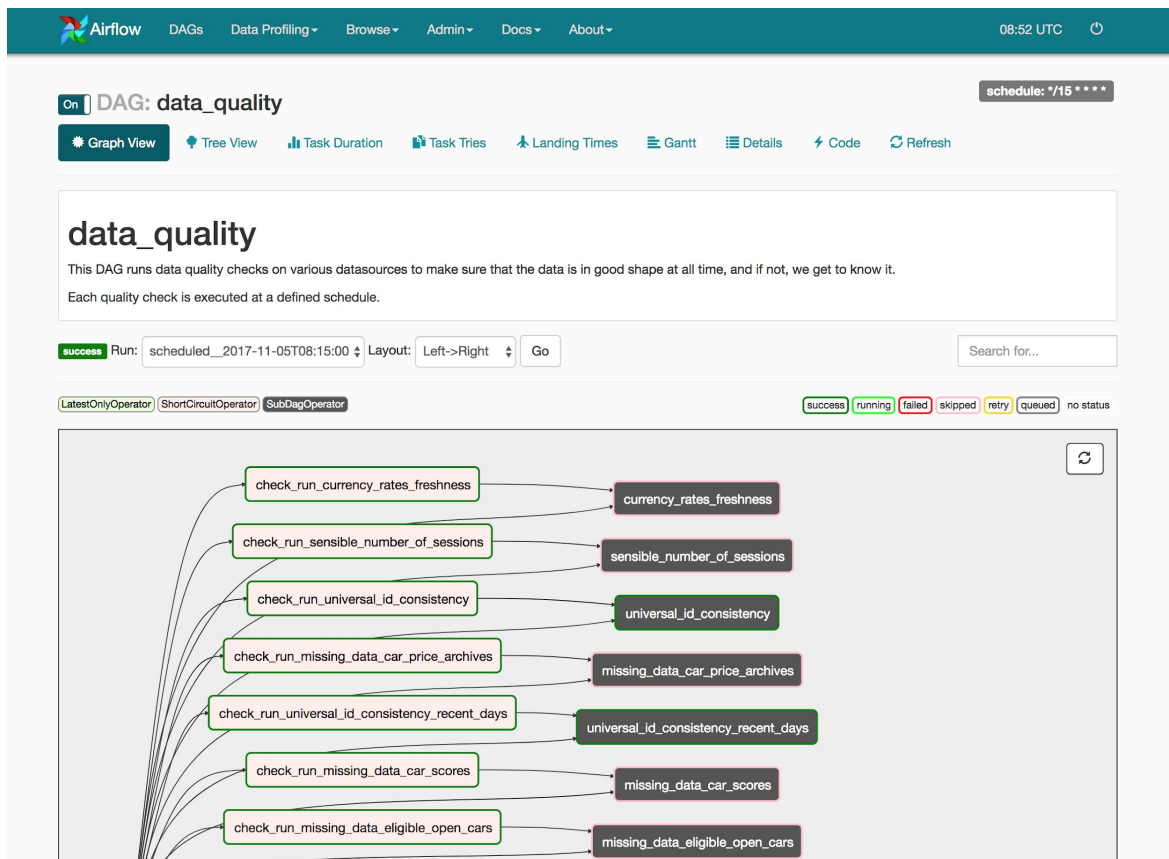 Airflow DAGs Data Profiling Browse Admin Docs About 08:52 UTC
On DAG: data_quality schedule: */15 * * * *
Graph View Tree View Task Duration Task Tries Landing Times Gantt Details Code Refresh
data_quality
This DAG runs data quality checks on various datasources to make sure that the data is in good shape at all time, and if not, we get to know it.
Each quality check is executed at a defined schedule.
success Run: scheduled__2017-11-05T08:15:00 Layout: Left->Right Go Search for...
LatestOnlyOperator ShortCircuitOperator SubDagOperator success running failed skipped retry queued no status
check_run_currency_rates_freshness
currency_rates_freshness
check_run_sensible_number_of_sessions
sensible_number_of_sessions
check_run_universal_id_consistency
universal_id_consistency
check_run_missing_data_car_price_archives
missing_data_car_price_archives
check_run_universal_id_consistency_recent_days
universal_id_consistency_recent_days
check_run_missing_data_car_scores
missing_data_car_scores
check_run_missing_data_eligible_open_cars
missing_data_eligible_open_cars